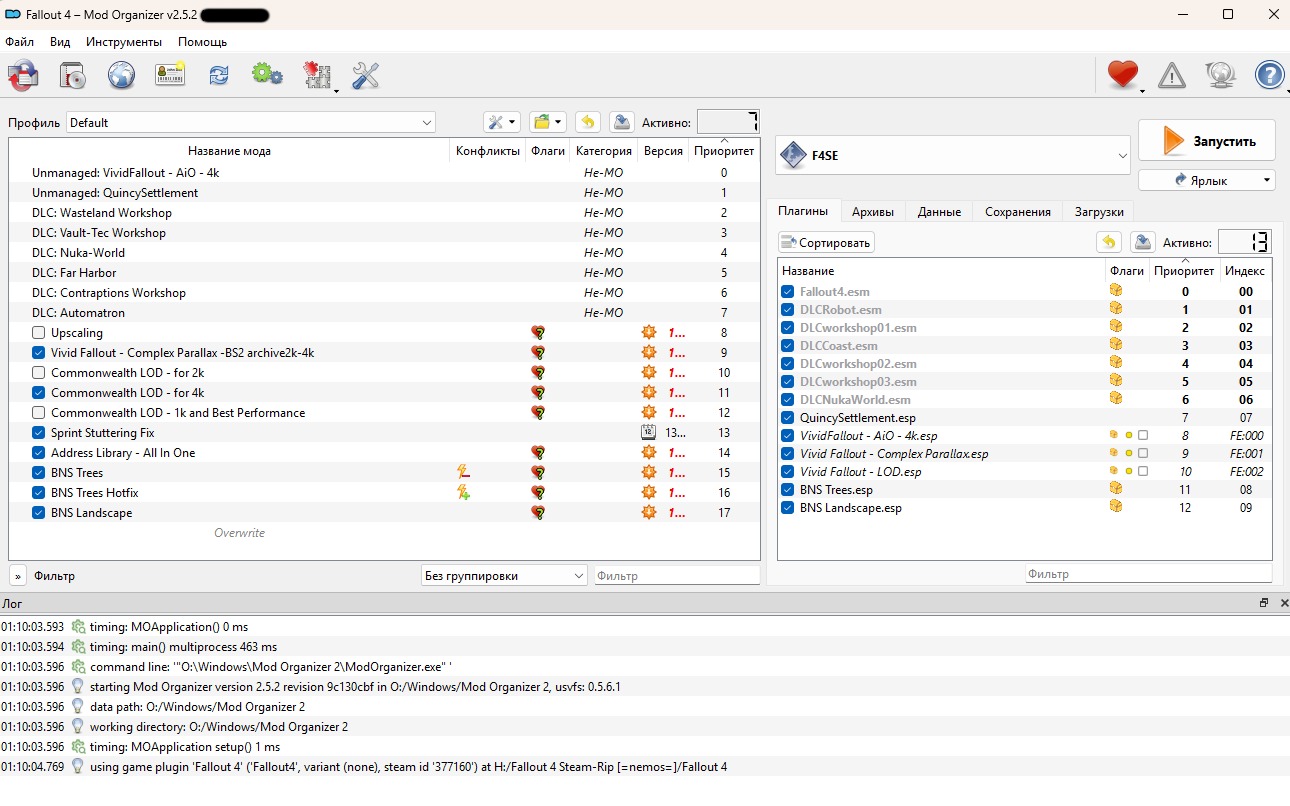 Fallout 4 – Mod Organizer v2.5.2
Файл Вид Инструменты Помощь
Профиль Default Активно: 7
Название мода Конфликты Флаги Категория Версия Приоритет
Unmanaged: VividFallout - AiO - 4k Не-МО 0
Unmanaged: QuincySettlement Не-МО 1
DLC: Wasteland Workshop Не-МО 2
DLC: Vault-Tec Workshop Не-МО 3
DLC: Nuka-World Не-МО 4
DLC: Far Harbor Не-МО 5
DLC: Contraptions Workshop Не-МО 6
DLC: Automatron Не-МО 7
Upscaling 1... 8
Vivid Fallout - Complex Parallax -BS2 archive2k-4k 1... 9
Commonwealth LOD - for 2k 1... 10
Commonwealth LOD - for 4k 1... 11
Commonwealth LOD - 1k and Best Performance 1... 12
Sprint Stuttering Fix 13... 13
Address Library - All In One 1... 14
BNS Trees 1... 15
BNS Trees Hotfix 1... 16
BNS Landscape 1... 17
Overwrite
» Фильтр Без группировки Фильтр
F4SE
Запустить
Ярлык
Плагины Архивы Данные Сохранения Загрузки
Сортировать Активно: 13
Название Флаги Приоритет Индекс
Fallout4.esm 0 00
DLCRobot.esm 1 01
DLCworkshop01.esm 2 02
DLCCoast.esm 3 03
DLCworkshop02.esm 4 04
DLCworkshop03.esm 5 05
DLCNukaWorld.esm 6 06
QuincySettlement.esp 7 07
VividFallout - AiO - 4k.esp 8 FE:000
Vivid Fallout - Complex Parallax.esp 9 FE:001
Vivid Fallout - LOD.esp 10 FE:002
BNS Trees.esp 11 08
BNS Landscape.esp 12 09
Фильтр
Лог
01:10:03.593 timing: MOApplication() 0 ms
01:10:03.594 timing: main() multiprocess 463 ms
01:10:03.596 command line: '"O:\Windows\Mod Organizer 2\ModOrganizer.exe" '
01:10:03.596 starting Mod Organizer version 2.5.2 revision 9c130cbf in O:/Windows/Mod Organizer 2, usvfs: 0.5.6.1
01:10:03.596 data path: O:/Windows/Mod Organizer 2
01:10:03.596 working directory: O:/Windows/Mod Organizer 2
01:10:03.596 timing: MOApplication setup() 1 ms
01:10:04.769 using game plugin 'Fallout 4' ('Fallout4', variant (none), steam id '377160') at H:/Fallout 4 Steam-Rip [=nemos=]/Fallout 4